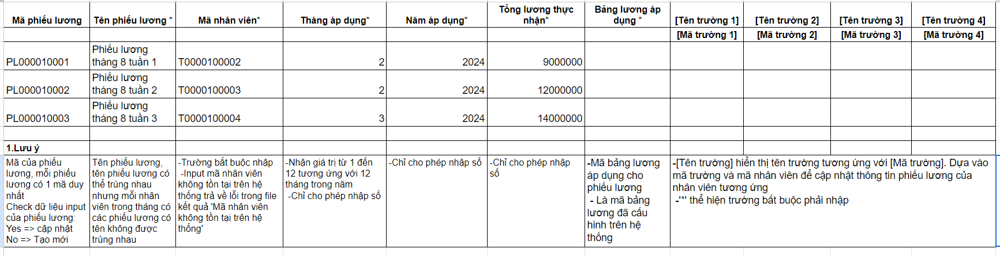 Mã phiếu lương
Tên phiếu lương *
Mã nhân viên*
Tháng áp dụng*
Năm áp dụng*
Tổng lương thực
nhận*
Bảng lương áp
dụng *
[Tên trường 1]
[Tên trường 2]
[Tên trường 3]
[Tên trường 4]
[Mã trường 1]
[Mã trường 2]
[Mã trường 3]
[Mã trường 4]
PL000010001
Phiếu lương
tháng 8 tuần 1
T0000100002
2
2024
9000000
PL000010002
Phiếu lương
tháng 8 tuần 2
T0000100003
2
2024
12000000
PL000010003
Phiếu lương
tháng 8 tuần 3
T0000100004
3
2024
14000000
1.Lưu ý
Mã của phiếu
lương, mỗi phiếu
lương có 1 mã duy
nhất
Check dữ liệu input
của phiếu lương:
Yes => cập nhật
No => Tạo mới
Tên phiếu lương,
tên phiếu lương có
thể trùng nhau
nhưng mỗi nhân
viên trong tháng có
các phiếu lương có
tên không được
trùng nhau
-Trường bắt buộc nhập
-Input mã nhân viên
không tồn tại trên hệ
thống trả về lỗi trong file
kết quả 'Mã nhân viên
không tồn tại trên hệ
thống'
-Nhận giá trị từ 1 đến
12 tương ứng với 12
tháng trong năm
-Chỉ cho phép nhập số
-Chỉ cho phép nhập số
-Chỉ cho phép nhập
số
-Mã bảng lương
áp dụng cho
phiếu lương
- Là mã bảng
lương đã cấu
hinh trên hệ
thống
-[Tên trường] hiển thị tên trường tương ứng với [Mã trường]. Dựa vào
mã trường và mã nhân viên để cập nhật thông tin phiếu lương của
nhân viên tương ứng
-'*' thể hiện trường bắt buộc phải nhập